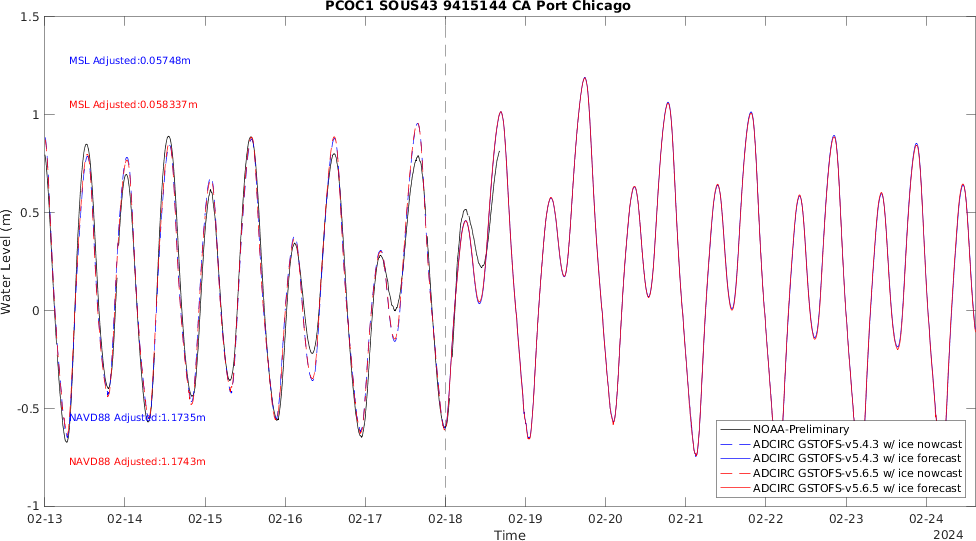 PCOC1 SOUS43 9415144 CA Port Chicago
1.5
1
0.5
0
-0.5
-1
Water Level (m)
MSL Adjusted:0.05748m
MSL Adjusted:0.058337m
NAVD88 Adjusted:1.1735m
NAVD88 Adjusted:1.1743m
NOAA-Preliminary
ADCIRC GSTOFS-v5.4.3 w/ ice nowcast
ADCIRC GSTOFS-v5.4.3 w/ ice forecast
ADCIRC GSTOFS-v5.6.5 w/ ice nowcast
ADCIRC GSTOFS-v5.6.5 w/ ice forecast
02-13 02-14 02-15 02-16 02-17 02-18 02-19 02-20 02-21 02-22 02-23 02-24
Time
2024